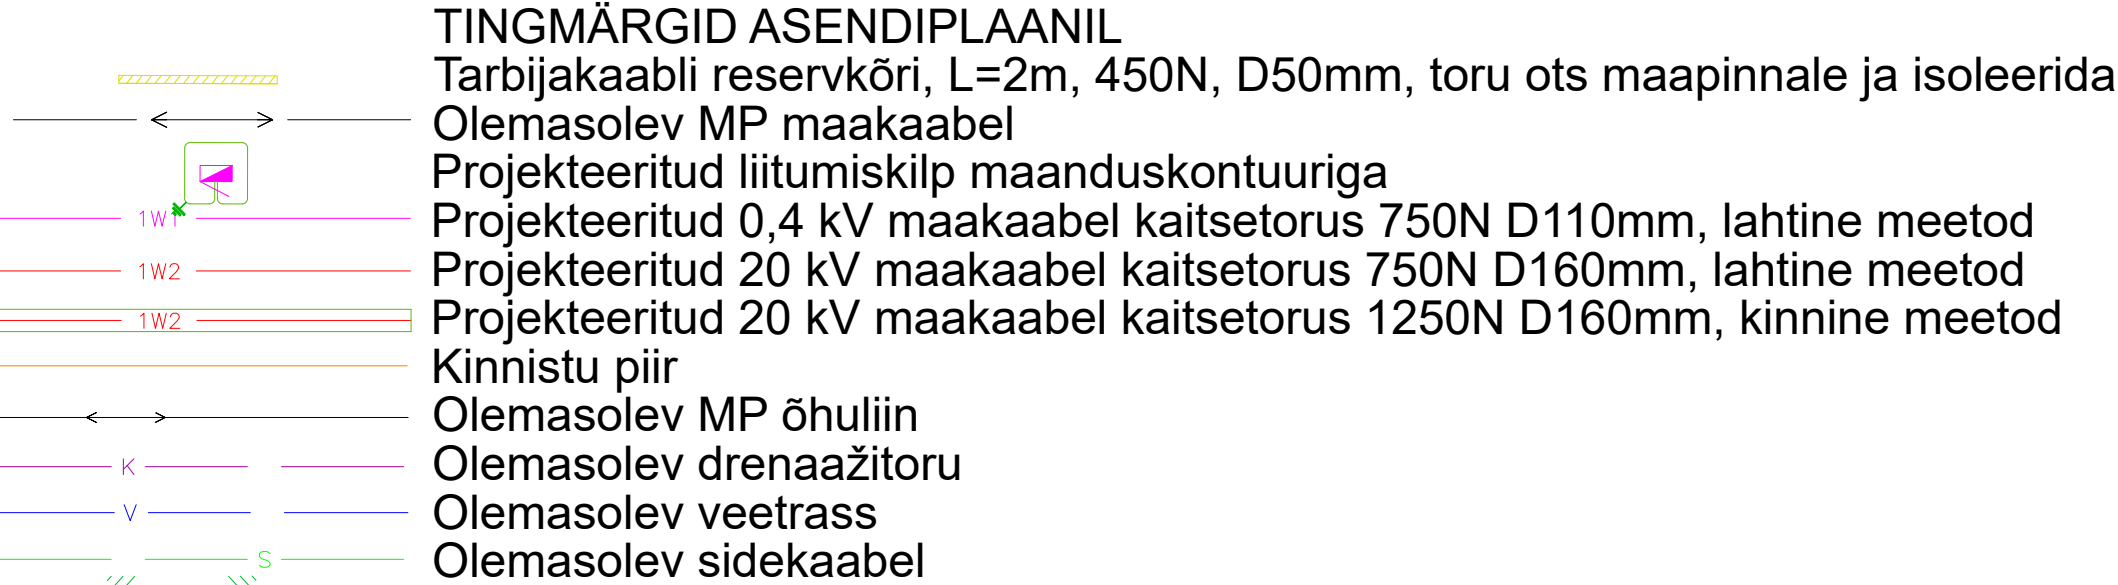 TINGMÄRGID ASENDIPLAANIL
Tarbijakaabli reservkõri, L=2m, 450N, D50mm, toru ots maapinnale ja isoleerida
Olemasolev MP maakaabel
Projekteeritud liitumiskilp maanduskontuuriga
1W1 Projekteeritud 0,4 kV maakaabel kaitsetorus 750N D110mm, lahtine meetod
1W2 Projekteeritud 20 kV maakaabel kaitsetorus 750N D160mm, lahtine meetod
1W2 Projekteeritud 20 kV maakaabel kaitsetorus 1250N D160mm, kinnine meetod
Kinnistu piir
Olemasolev MP õhuliin
K Olemasolev drenaažitoru
V Olemasolev veetrass
S Olemasolev sidekaabel